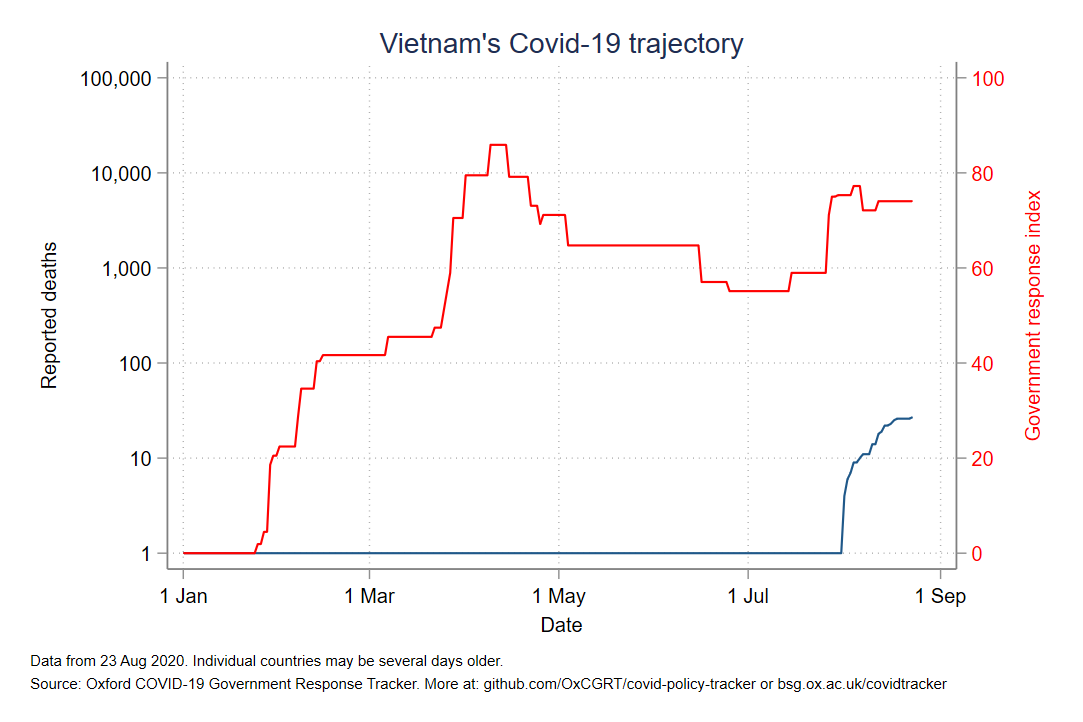 Vietnam's Covid-19 trajectory
100,000
10,000
1,000
100
10
1
Reported deaths
100
80
60
40
20
0
Government response index
1 Jan
1 Mar
1 May
1 Jul
1 Sep
Date
Data from 23 Aug 2020. Individual countries may be several days older.
Source: Oxford COVID-19 Government Response Tracker. More at: github.com/OxCGRT/covid-policy-tracker or bsg.ox.ac.uk/covidtracker